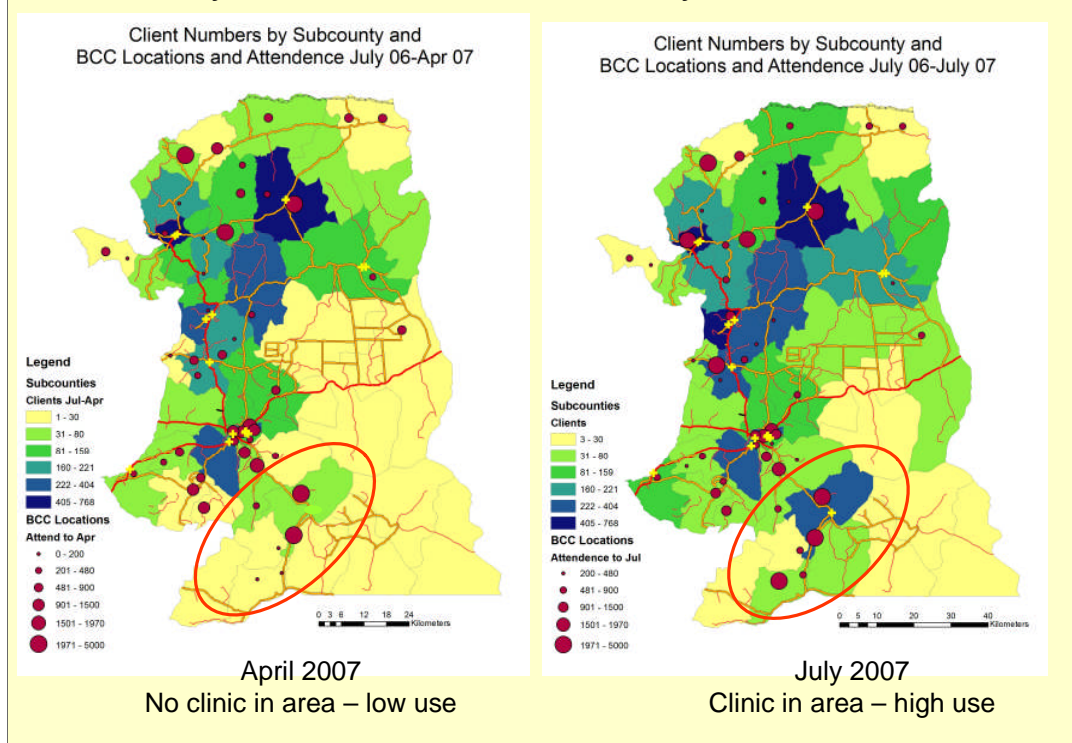 Client Numbers by Subcounty and
BCC Locations and Attendence July 06-Apr 07
Legend
Subcounties
Clients Jul-Apr
1 - 30
31 - 80
81 - 159
160 - 221
222 - 404
405 - 768
BCC Locations
Attend to Apr
0 - 200
201 - 480
481 - 900
901 - 1500
1501 - 1970
1971 - 5000
0 3 6 12 18 24
Kilometers
April 2007
No clinic in area – low use
Client Numbers by Subcounty and
BCC Locations and Attendence July 06-July 07
Legend
Subcounties
Clients
3 - 30
31 - 80
81 - 159
160 - 221
222 - 404
405 - 768
BCC Locations
Attendence to Jul
200 - 480
481 - 900
901 - 1500
1501 - 1970
1971 - 5000
0 5 10 20 30 40
Kilometers
July 2007
Clinic in area – high use